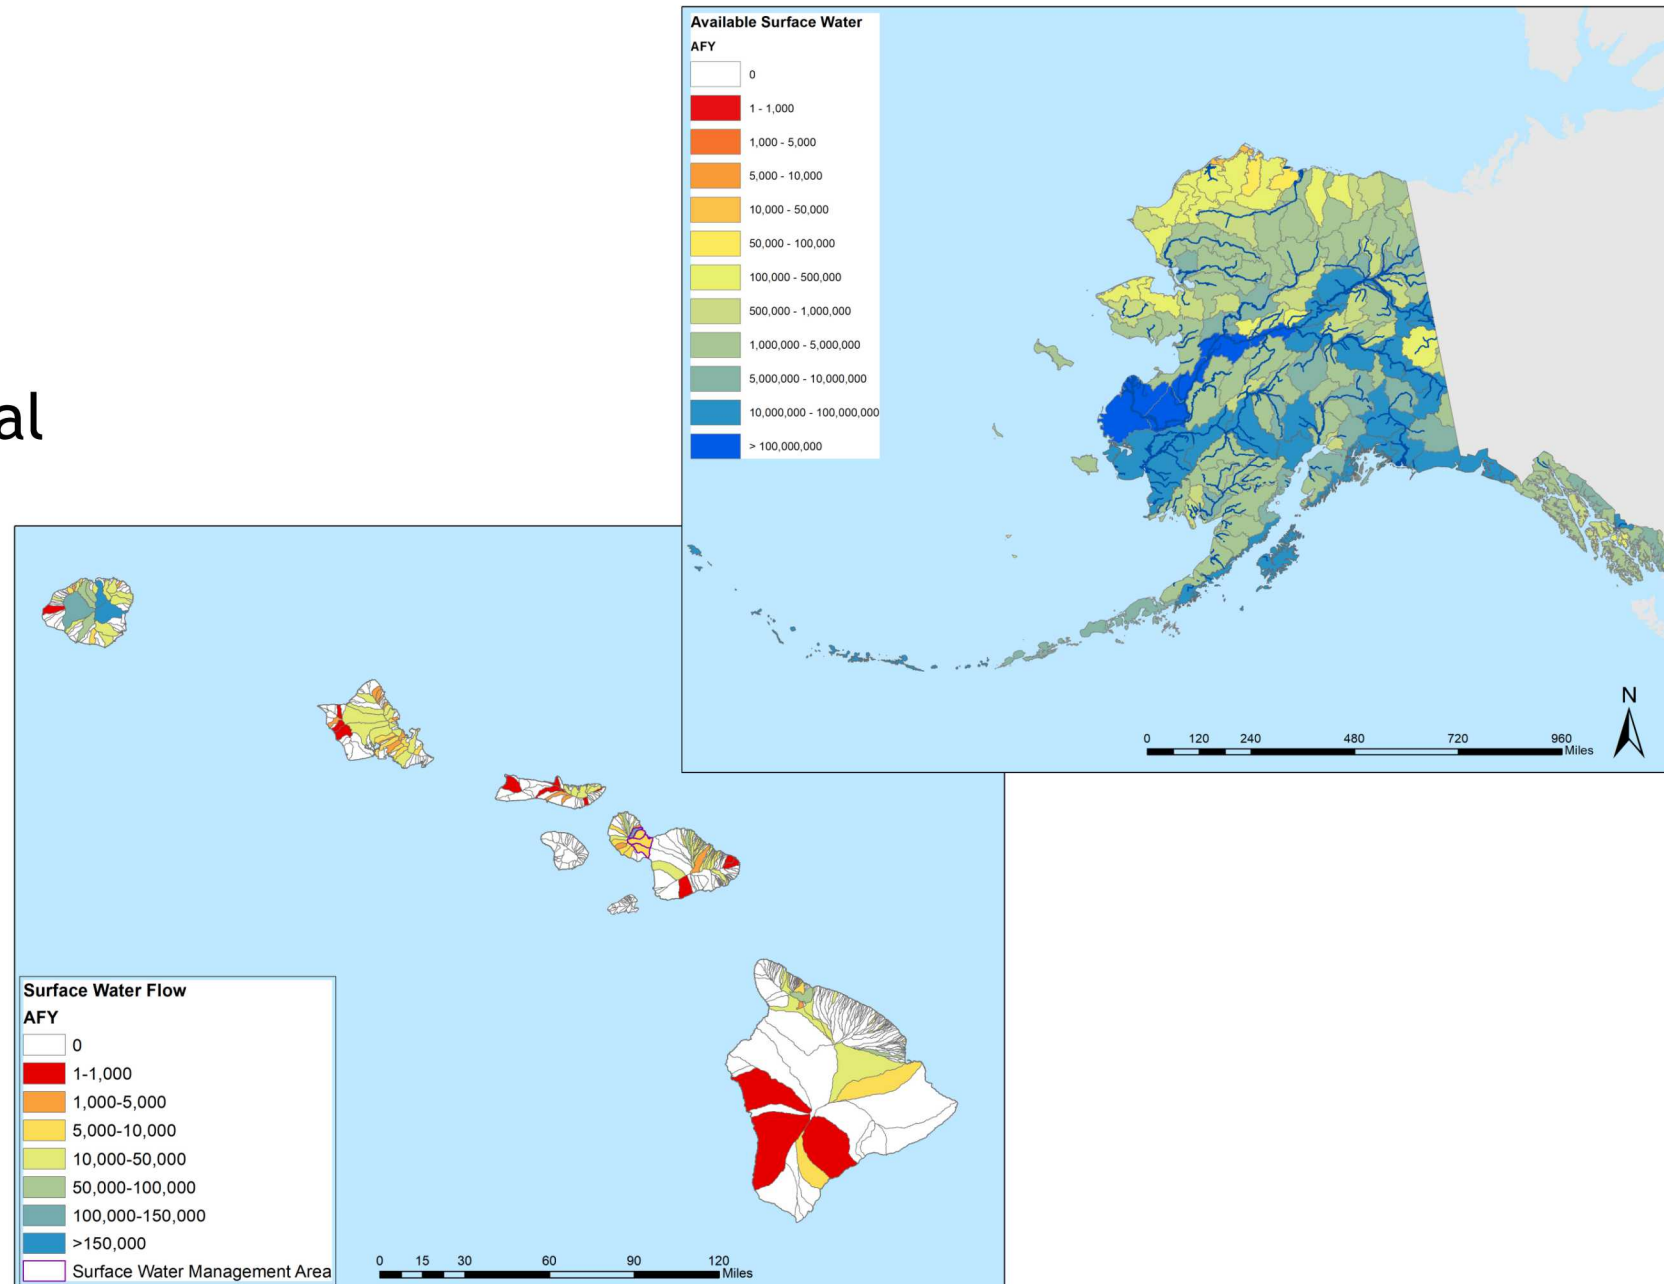 al
Available Surface Water
AFY
0
1 - 1,000
1,000 - 5,000
5,000 - 10,000
10,000 - 50,000
50,000 - 100,000
100,000 - 500,000
500,000 - 1,000,000
1,000,000 - 5,000,000
5,000,000 - 10,000,000
10,000,000 - 100,000,000
> 100,000,000
N
0 120 240 480 720 960
Miles
Surface Water Flow
AFY
0
1-1,000
1,000-5,000
5,000-10,000
10,000-50,000
50,000-100,000
100,000-150,000
>150,000
Surface Water Management Area
0 15 30 60 90 120
Miles